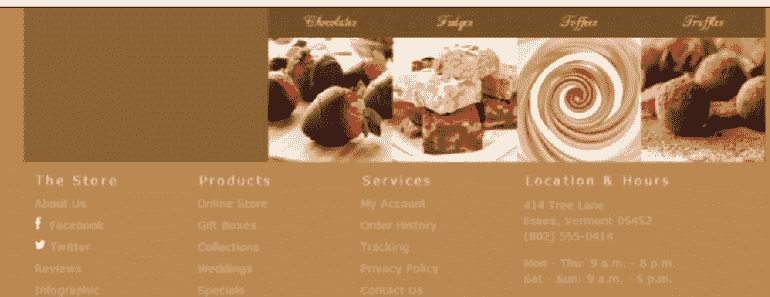 Chocolates
Fudges
Toffees
Truffles
The Store
About Us
Facebook
Twitter
Reviews
Infographic
Products
Online Store
Gift Boxes
Collections
Weddings
Specials
Services
My Account
Order History
Tracking
Privacy Policy
Contact Us
Location & Hours
414 Tree Lane
Essex, Vermont 05452
(802) 555-0414
Mon - Thu: 9 a.m. - 8 p.m.
Sat - Sun: 9 a.m. - 5 p.m.